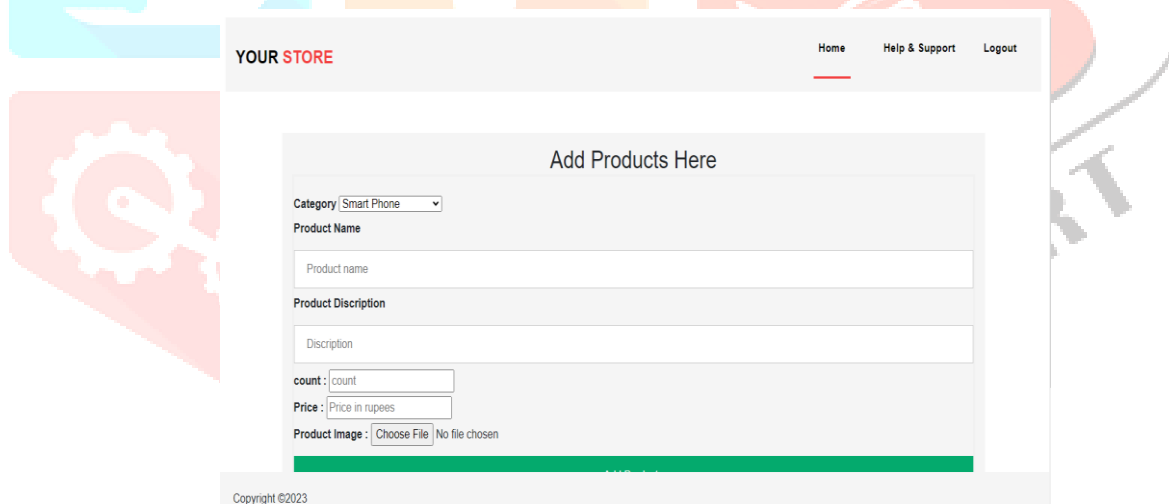 YOUR STORE
Home Help & Support Logout
Add Products Here
Category Smart Phone
Product Name
Product name
Product Discription
Discription
count : count
Price : Price in rupees
Product Image : Choose File No file chosen
Copyright ©2023